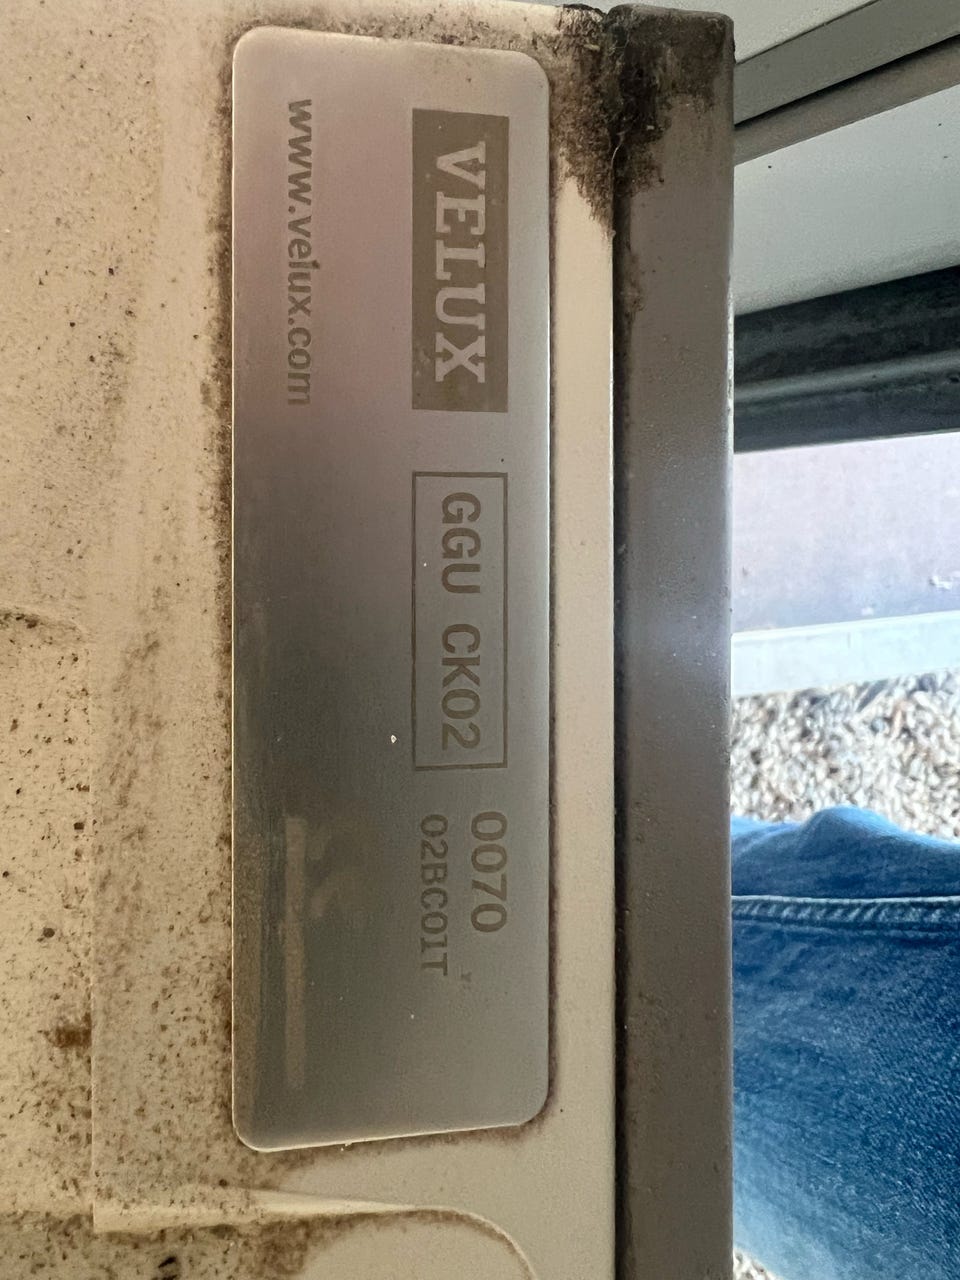 VELUX
GGU CK02
0070
02BC01T
www.velux.com